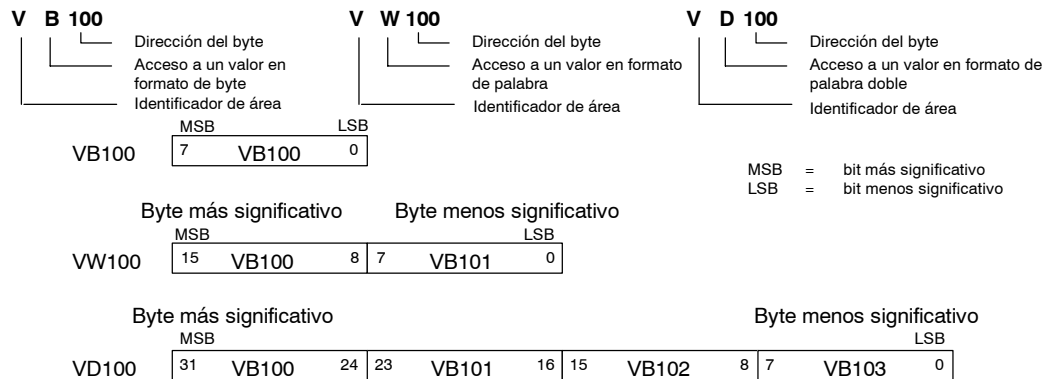 V B 100 V W 100 V D 100
Dirección del byte Dirección del byte Dirección del byte
Acceso a un valor en formato de byte Acceso a un valor en formato de palabra Acceso a un valor en formato de palabra doble
Identificador de área Identificador de área Identificador de área
MSB LSB
VB100 7 VB100 0
MSB = bit más significativo
LSB = bit menos significativo
Byte más significativo Byte menos significativo
MSB LSB
VW100 15 VB100 8 7 VB101 0
Byte más significativo Byte menos significativo
MSB LSB
VD100 31 VB100 24 23 VB101 16 15 VB102 8 7 VB103 0